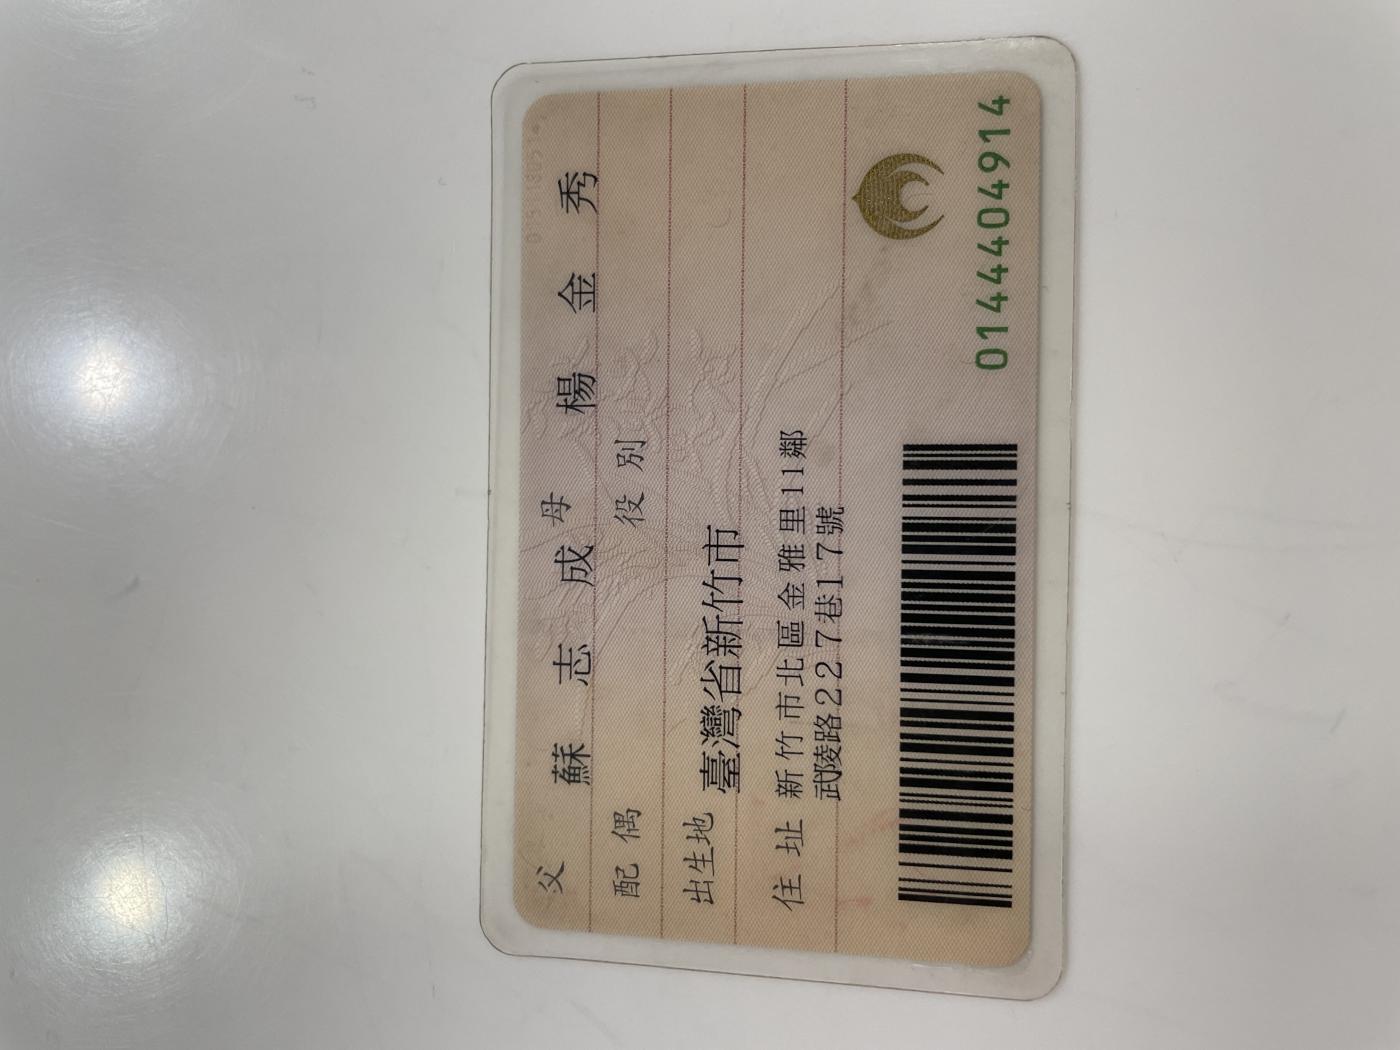 父 蘇志成 母 楊金秀
配偶 役別
出生地 臺灣省新竹市
住址 新竹市北區金雅里11鄰
武陵路227巷17號
0144404914